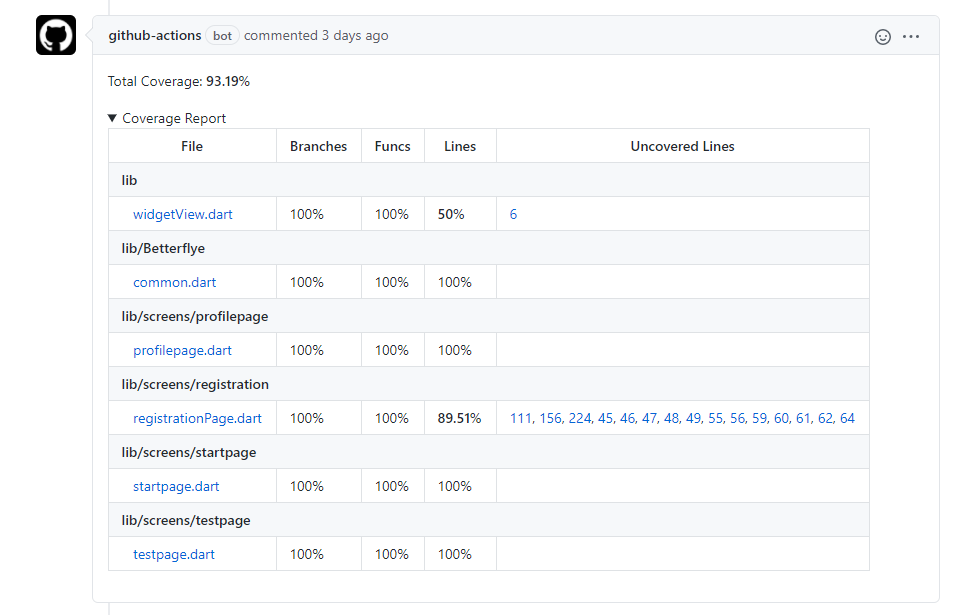 github-actions bot commented 3 days ago
Total Coverage: 93.19%
▼ Coverage Report
File Branches Funcs Lines Uncovered Lines
lib
widgetView.dart 100% 100% 50% 6
lib/Betterflye
common.dart 100% 100% 100%
lib/screens/profilepage
profilepage.dart 100% 100% 100%
lib/screens/registration
registrationPage.dart 100% 100% 89.51% 111, 156, 224, 45, 46, 47, 48, 49, 55, 56, 59, 60, 61, 62, 64
lib/screens/startpage
startpage.dart 100% 100% 100%
lib/screens/testpage
testpage.dart 100% 100% 100%